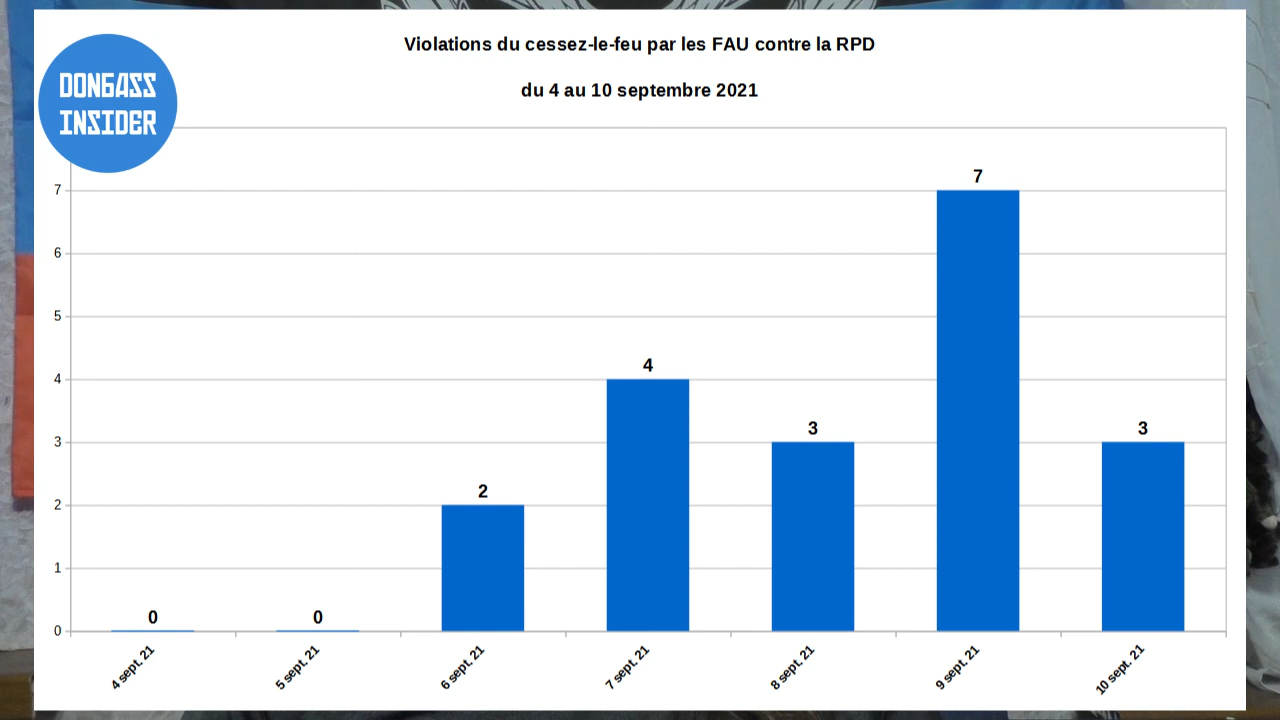 Violations du cessez-le-feu par les FAU contre la RPD
du 4 au 10 septembre 2021
DONBASS
INSIDER
7
6
5
4
3
2
1
0
0
0
2
4
3
7
3
4 sept. 21
5 sept. 21
6 sept. 21
7 sept. 21
8 sept. 21
9 sept. 21
10 sept. 21